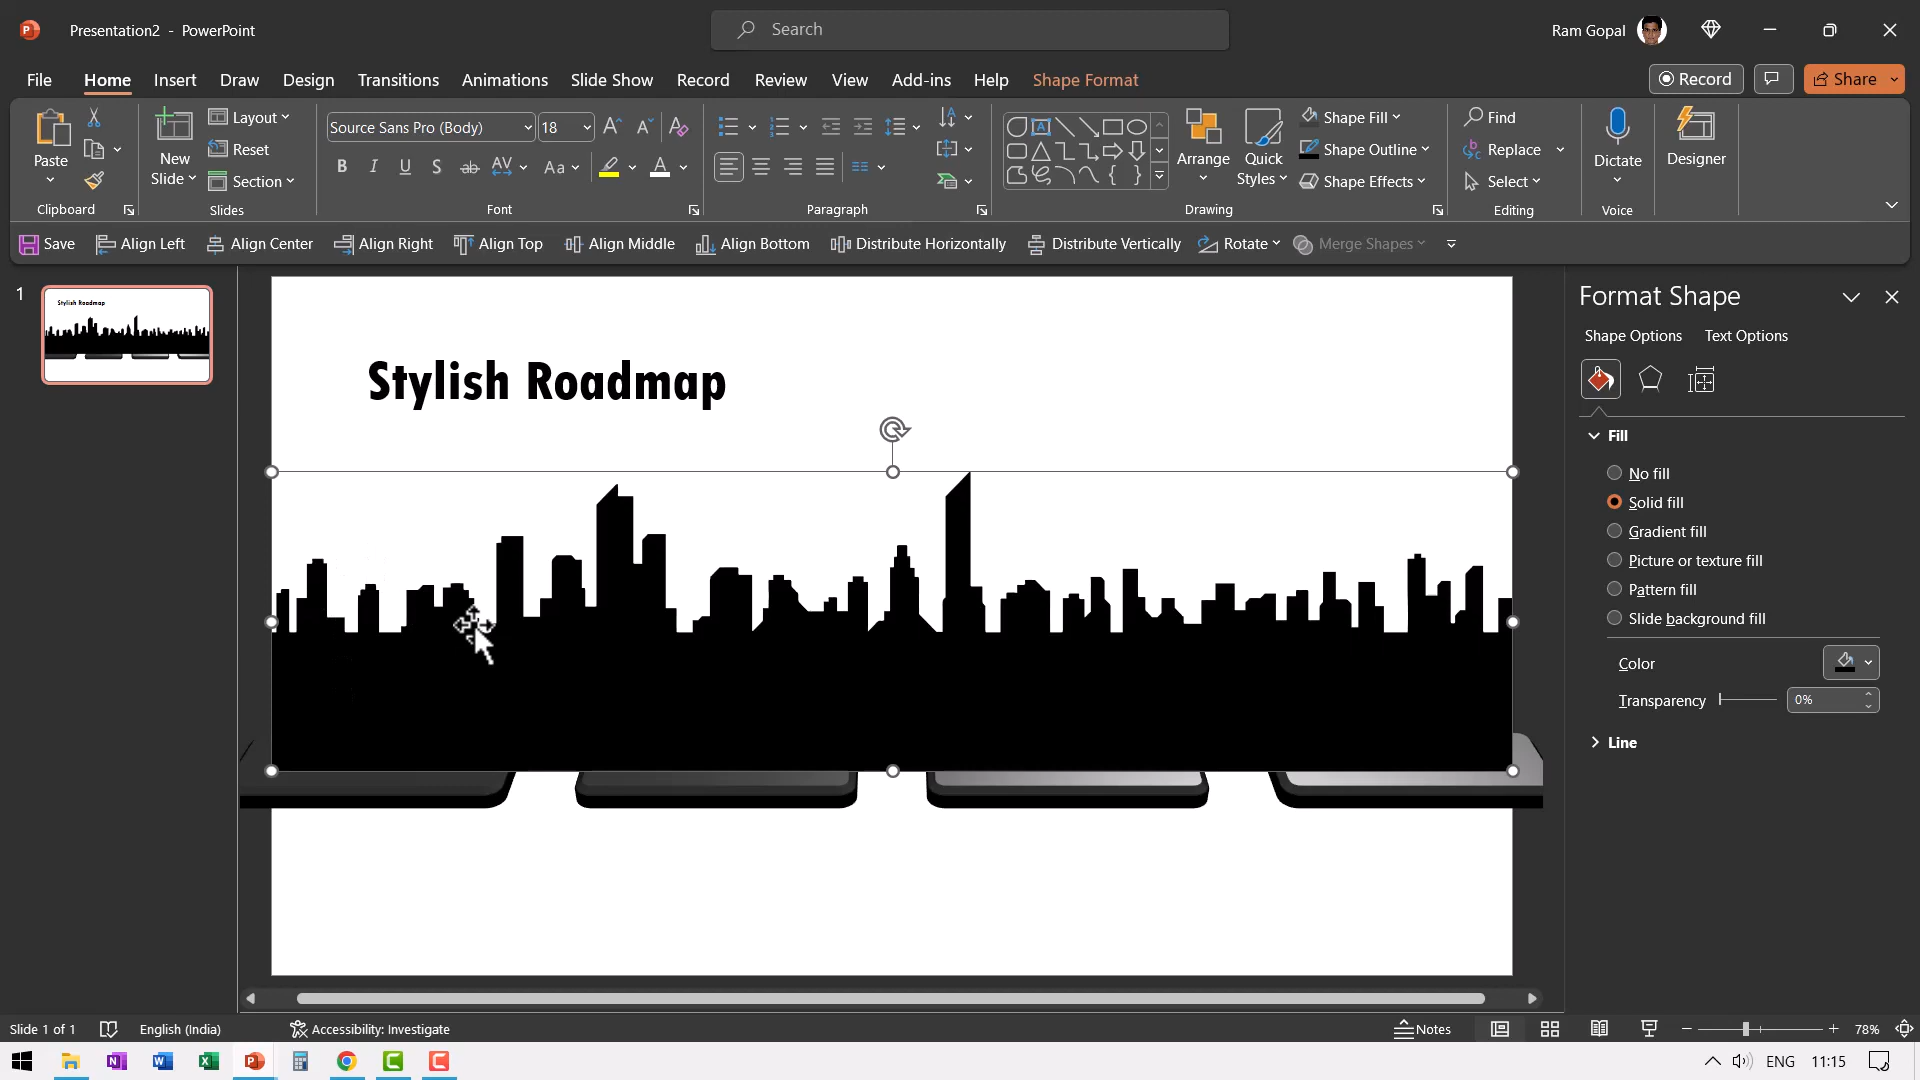 Presentation2 - PowerPoint
Search
Ram Gopal
File Home Insert Draw Design Transitions Animations Slide Show Record Review View Add-ins Help Shape Format
Record
Share
Paste
New Slide
Layout
Reset
Section
Source Sans Pro (Body) 18
Arrange
Quick Styles
Shape Fill
Shape Outline
Shape Effects
Find
Replace
Select
Dictate
Designer
Clipboard Slides Font Paragraph Drawing Editing Voice
Save Align Left Align Center Align Right Align Top Align Middle Align Bottom Distribute Horizontally Distribute Vertically Rotate Merge Shapes
1
Stylish Roadmap
Stylish Roadmap
Format Shape
Shape Options Text Options
Fill
No fill
Solid fill
Gradient fill
Picture or texture fill
Pattern fill
Slide background fill
Color
Transparency 0%
Line
Slide 1 of 1 English (India) Accessibility: Investigate Notes 78%
ENG 11:15